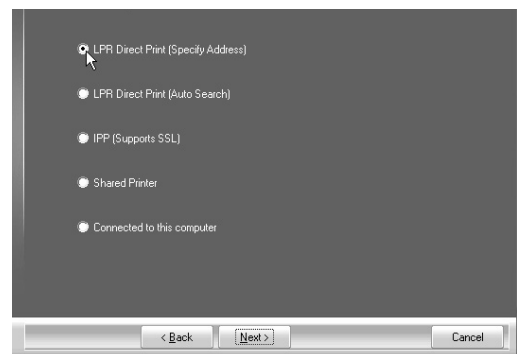 LPR Direct Print (Specify Address)
LPR Direct Print (Auto Search)
IPP (Supports SSL)
Shared Printer
Connected to this computer
< Back
Next >
Cancel